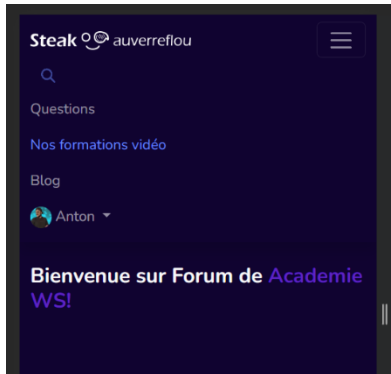 Steak auverreflou
Questions
Nos formations vidéo
Blog
Anton
Bienvenue sur Forum de Academie
WS!